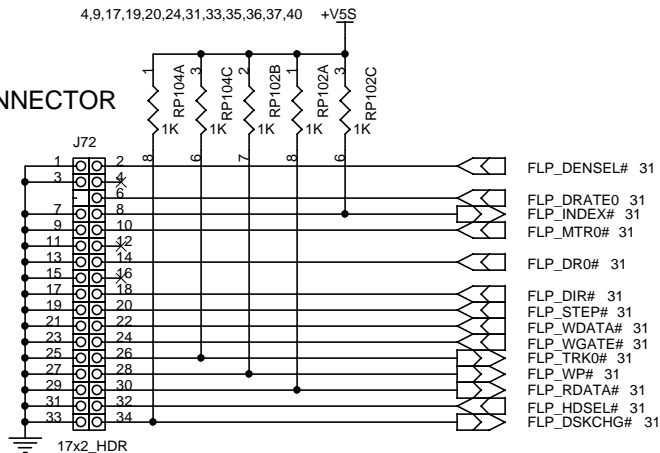 4,9,17,19,20,24,31,33,35,36,37,40 +V5S
1 3 2 1 3
RP104A RP104C RP102B RP102A RP102C
1K 1K 1K 1K 1K
8 6 7 8 6
NNECTOR
J72
1 2 FLP_DENSEL# 31
3 4
6 FLP_DRATE0 31
7 8 FLP_INDEX# 31
9 10 FLP_MTR0# 31
11 12
13 14 FLP_DR0# 31
15 16
17 18 FLP_DIR# 31
19 20 FLP_STEP# 31
21 22 FLP_WDATA# 31
23 24 FLP_WGATE# 31
25 26 FLP_TRK0# 31
27 28 FLP_WP# 31
29 30 FLP_RDATA# 31
31 32 FLP_HDSEL# 31
33 34 FLP_DSKCHG# 31
17x2_HDR